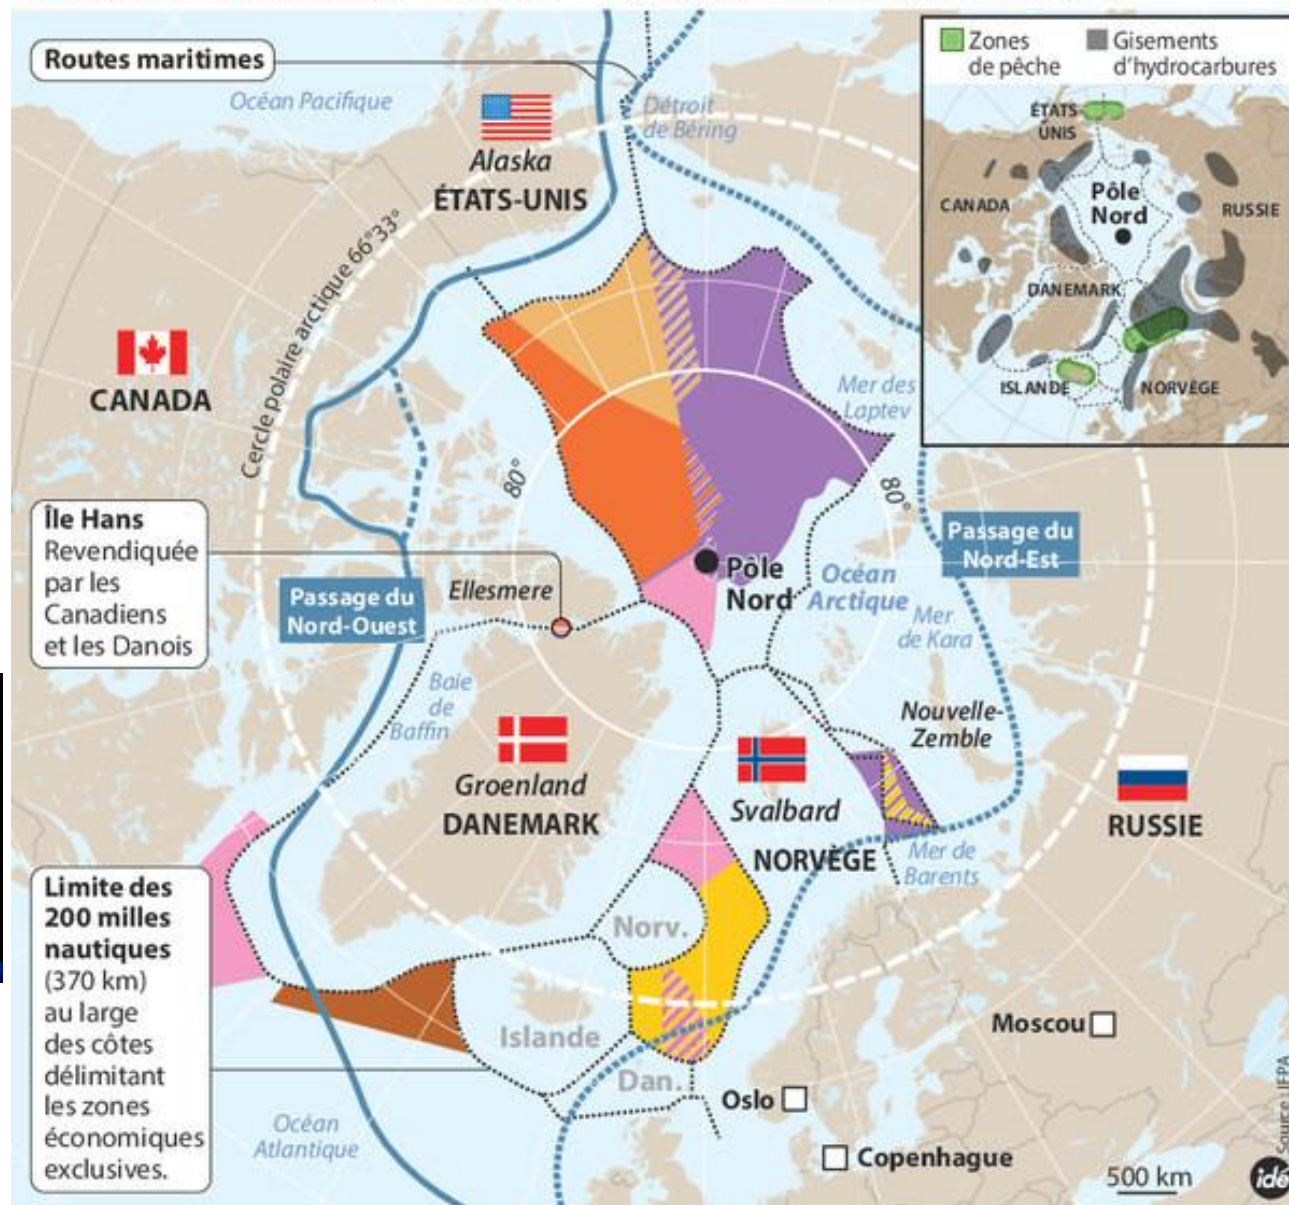 Routes maritimes
Océan Pacifique
Détroit
de Béring
Alaska
ÉTATS-UNIS
Cercle polaire arctique 66°33°
CANADA
Zones
de pêche
Gisements
d'hydrocarbures
ÉTATS
UNIS
CANADA
Pôle
Nord
RUSSIE
DANEMARK
ISLANDE
NORVÈGE
Mer des
Laptev
80°
80°
Île Hans
Revendiquée
par les
Canadiens
et les Danois
Passage du
Nord-Ouest
Ellesmere
Pôle
Nord
Océan
Arctique
Passage du
Nord-Est
Mer
de Kara
Baie
de
Baffin
Nouvelle-
Zemble
Groenland
DANEMARK
Svalbard
NORVÈGE
RUSSIE
Mer de
Barents
Limite des
200 milles
nautiques
(370 km)
au large
des côtes
délimitant
les zones
économiques
exclusives.
Norv.
Islande
Dan.
Moscou
Oslo
Océan
Atlantique
Copenhague
500 km
Source : IFPA
idé